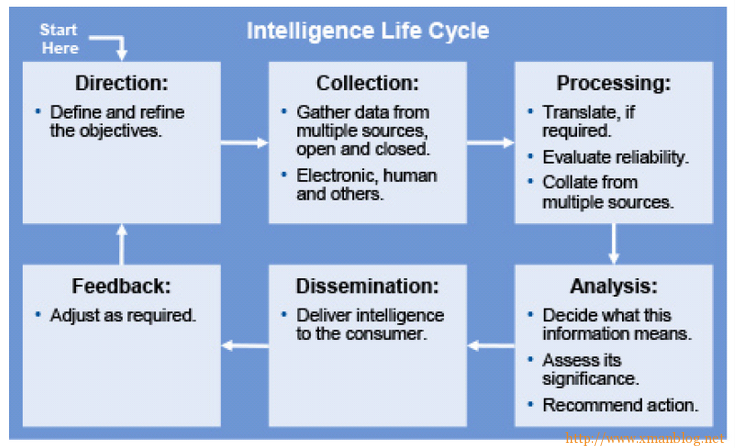 Intelligence Life Cycle
Start
Here
Direction:
• Define and refine
the objectives.
Collection:
• Gather data from
multiple sources,
open and closed.
• Electronic, human
and others.
Processing:
• Translate, if
required.
• Evaluate reliability.
• Collate from
multiple sources.
Feedback:
• Adjust as required.
Dissemination:
• Deliver intelligence
to the consumer.
Analysis:
• Decide what this
information means.
• Assess its
significance.
• Recommend action.
http://www.xmanblog.net